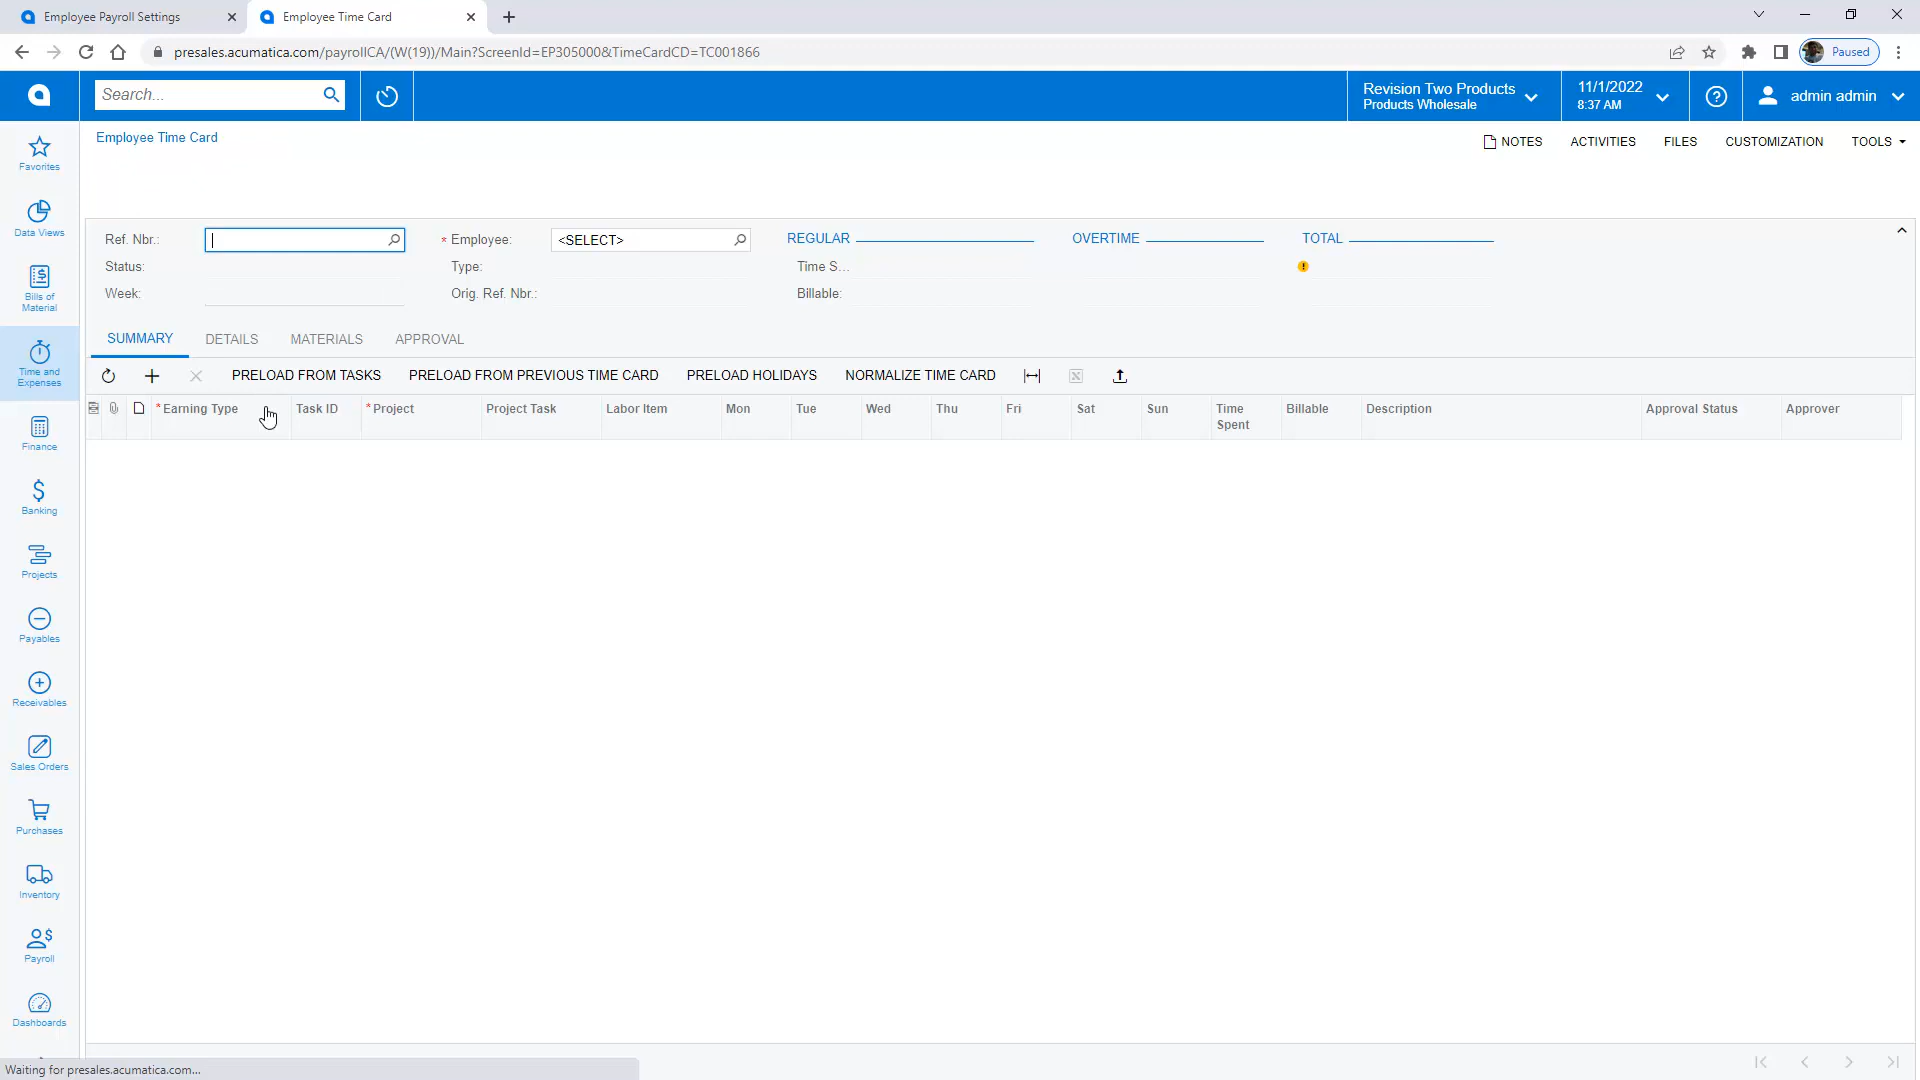 Employee Payroll Settings
Employee Time Card
presales.acumatica.com/payrollCA/(W(19))/Main?ScreenId=EP305000&TimeCardCD=TC001866
Paused
Search...
Revision Two Products
Products Wholesale
11/1/2022
8:37 AM
admin admin
Employee Time Card
NOTES
ACTIVITIES
FILES
CUSTOMIZATION
TOOLS
Favorites
Data Views
Bills of
Material
Time and
Expenses
Finance
Banking
Projects
Payables
Receivables
Sales Orders
Purchases
Inventory
Payroll
Dashboards
Ref. Nbr.:
* Employee:
<SELECT>
REGULAR
OVERTIME
TOTAL
Status:
Type:
Time S...
Week:
Orig. Ref. Nbr.:
Billable:
SUMMARY
DETAILS
MATERIALS
APPROVAL
PRELOAD FROM TASKS
PRELOAD FROM PREVIOUS TIME CARD
PRELOAD HOLIDAYS
NORMALIZE TIME CARD
* Earning Type
Task ID
* Project
Project Task
Labor Item
Mon
Tue
Wed
Thu
Fri
Sat
Sun
Time
Spent
Billable
Description
Approval Status
Approver
Waiting for presales.acumatica.com...